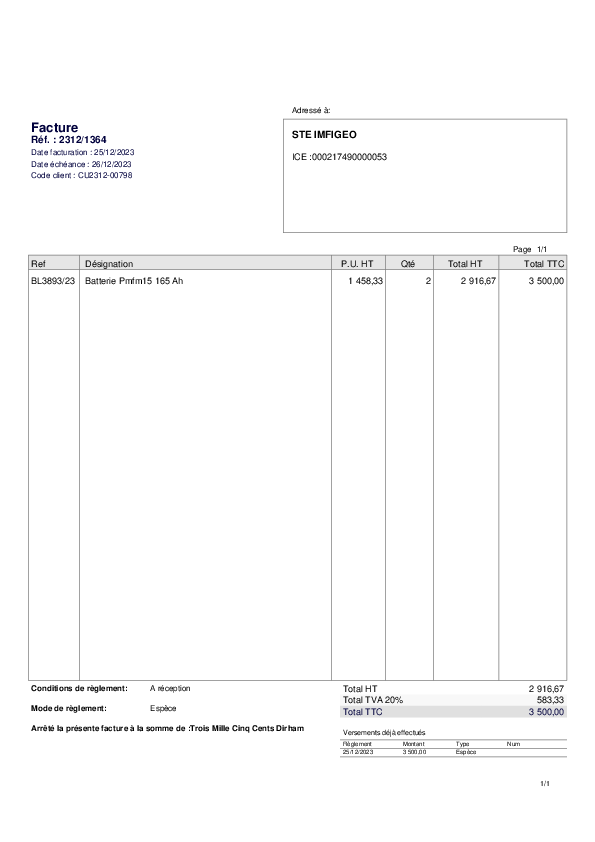 Adressé à:
Facture
Réf. : 2312/1364
Date facturation : 25/12/2023
Date échéance : 26/12/2023
Code client : CU2312-00798
STE IMFIGEO
ICE :000217490000053
Page 1/1
Ref Désignation P.U. HT Qté Total HT Total TTC
BL3893/23 Batterie Pmfm15 165 Ah 1 458,33 2 2 916,67 3 500,00
Conditions de règlement: A réception
Mode de règlement: Espèce
Arrêté la présente facture à la somme de :Trois Mille Cinq Cents Dirham
Total HT 2 916,67
Total TVA 20% 583,33
Total TTC 3 500,00
Versements déjà effectués
Règlement Montant Type Num
25/12/2023 3 500,00 Espèce
1/1